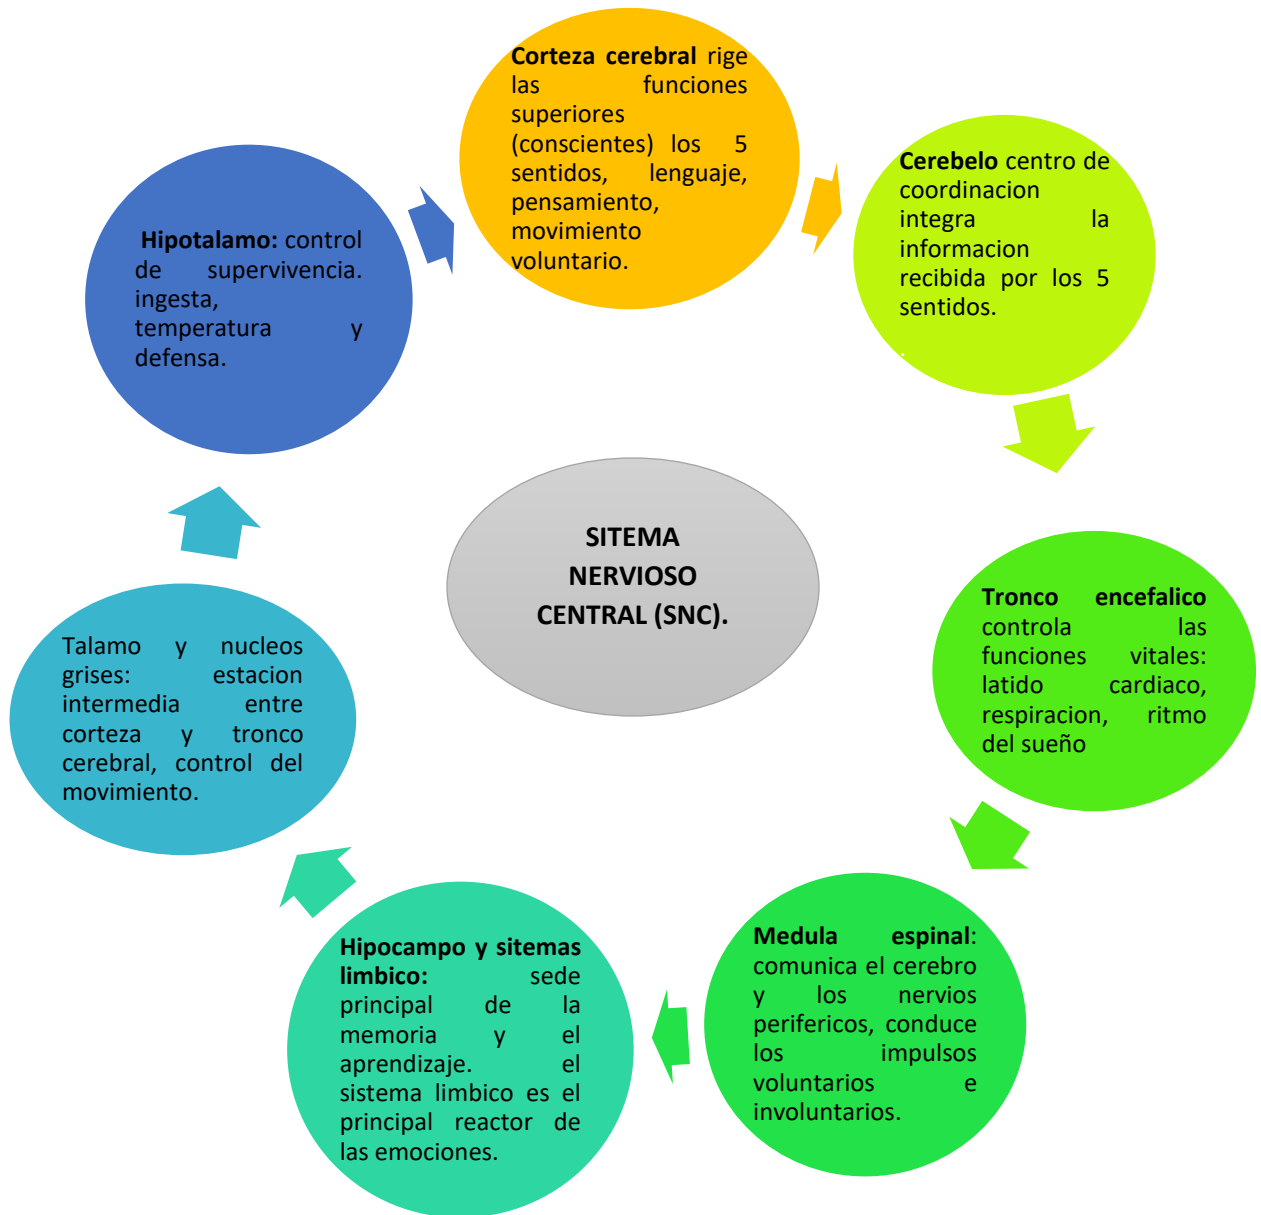 Corteza cerebral rige
las funciones
superiores
(conscientes) los 5
sentidos, lenguaje,
pensamiento,
movimiento
voluntario.
Cerebelo centro de
coordinacion
integra la
informacion
recibida por los 5
sentidos.
.
Tronco encefalico
controla las
funciones vitales:
latido cardiaco,
respiracion, ritmo
del sueño
Medula espinal:
comunica el cerebro
y los nervios
perifericos, conduce
los impulsos
voluntarios e
involuntarios.
Hipocampo y sitemas
limbico: sede
principal de la
memoria y el
aprendizaje. el
sistema limbico es el
principal reactor de
las emociones.
Talamo y nucleos
grises: estacion
intermedia entre
corteza y tronco
cerebral, control del
movimiento.
Hipotalamo: control
de supervivencia.
ingesta,
temperatura y
defensa.
SITEMA
NERVIOSO
CENTRAL (SNC).